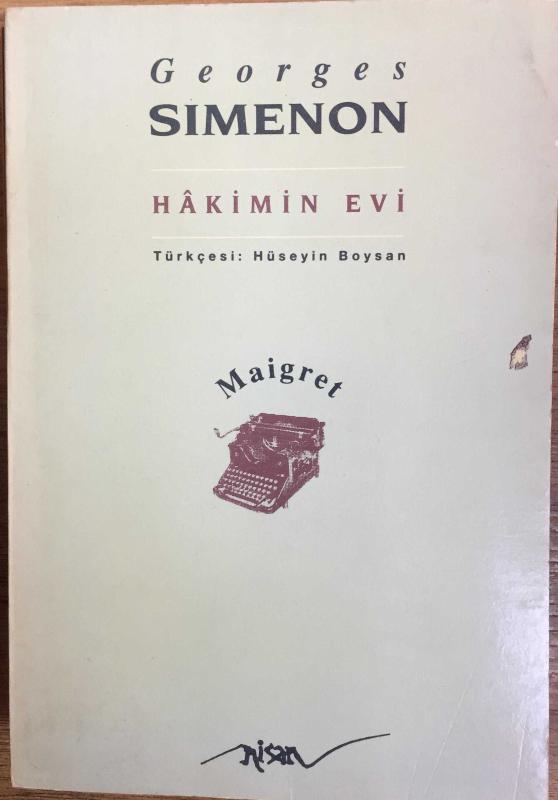 Georges
SIMENON
HÂKİMİN EVİ
Türkçesi: Hüseyin Boysan
Maigret
nisan